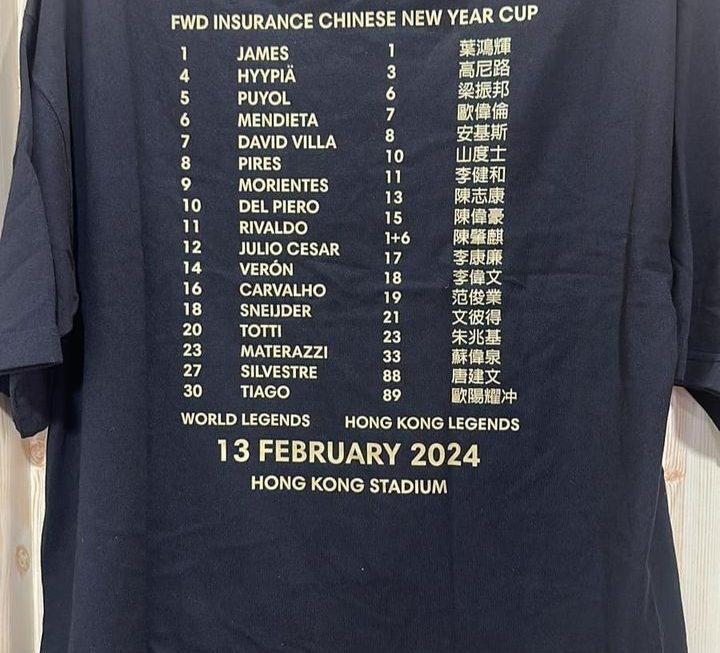 FWD INSURANCE CHINESE NEW YEAR CUP
1 JAMES
4 HYYPIÄ
5 PUYOL
6 MENDIETA
7 DAVID VILLA
8 PIRES
9 MORIENTES
10 DEL PIERO
11 RIVALDO
12 JULIO CESAR
14 VERÓN
16 CARVALHO
18 SNEIJDER
20 TOTTI
23 MATERAZZI
27 SILVESTRE
30 TIAGO
WORLD LEGENDS
1 葉鴻輝
3 高尼路
6 梁振邦
7 歐偉倫
8 安基斯
10 山度士
11 李健和
13 陳志康
15 陳偉豪
1+6 陳肇麒
17 李康廉
18 李偉文
19 范俊業
21 文彼得
23 朱兆基
33 蘇偉泉
88 唐建文
89 歐陽耀冲
HONG KONG LEGENDS
13 FEBRUARY 2024
HONG KONG STADIUM